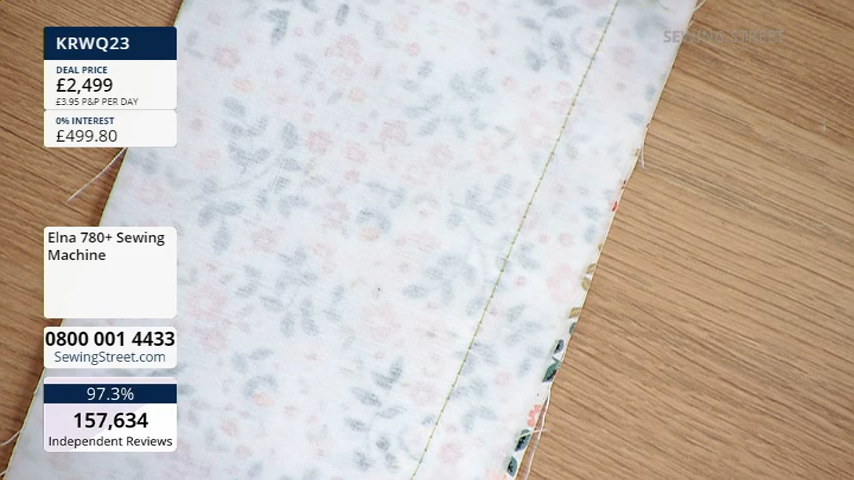 KRWQ23
DEAL PRICE
£2,499
£3.95 P&P PER DAY
0% INTEREST
£499.80
Elna 780+ Sewing
Machine
0800 001 4433
SewingStreet.com
97.3%
157,634
Independent Reviews
SEWING STREET